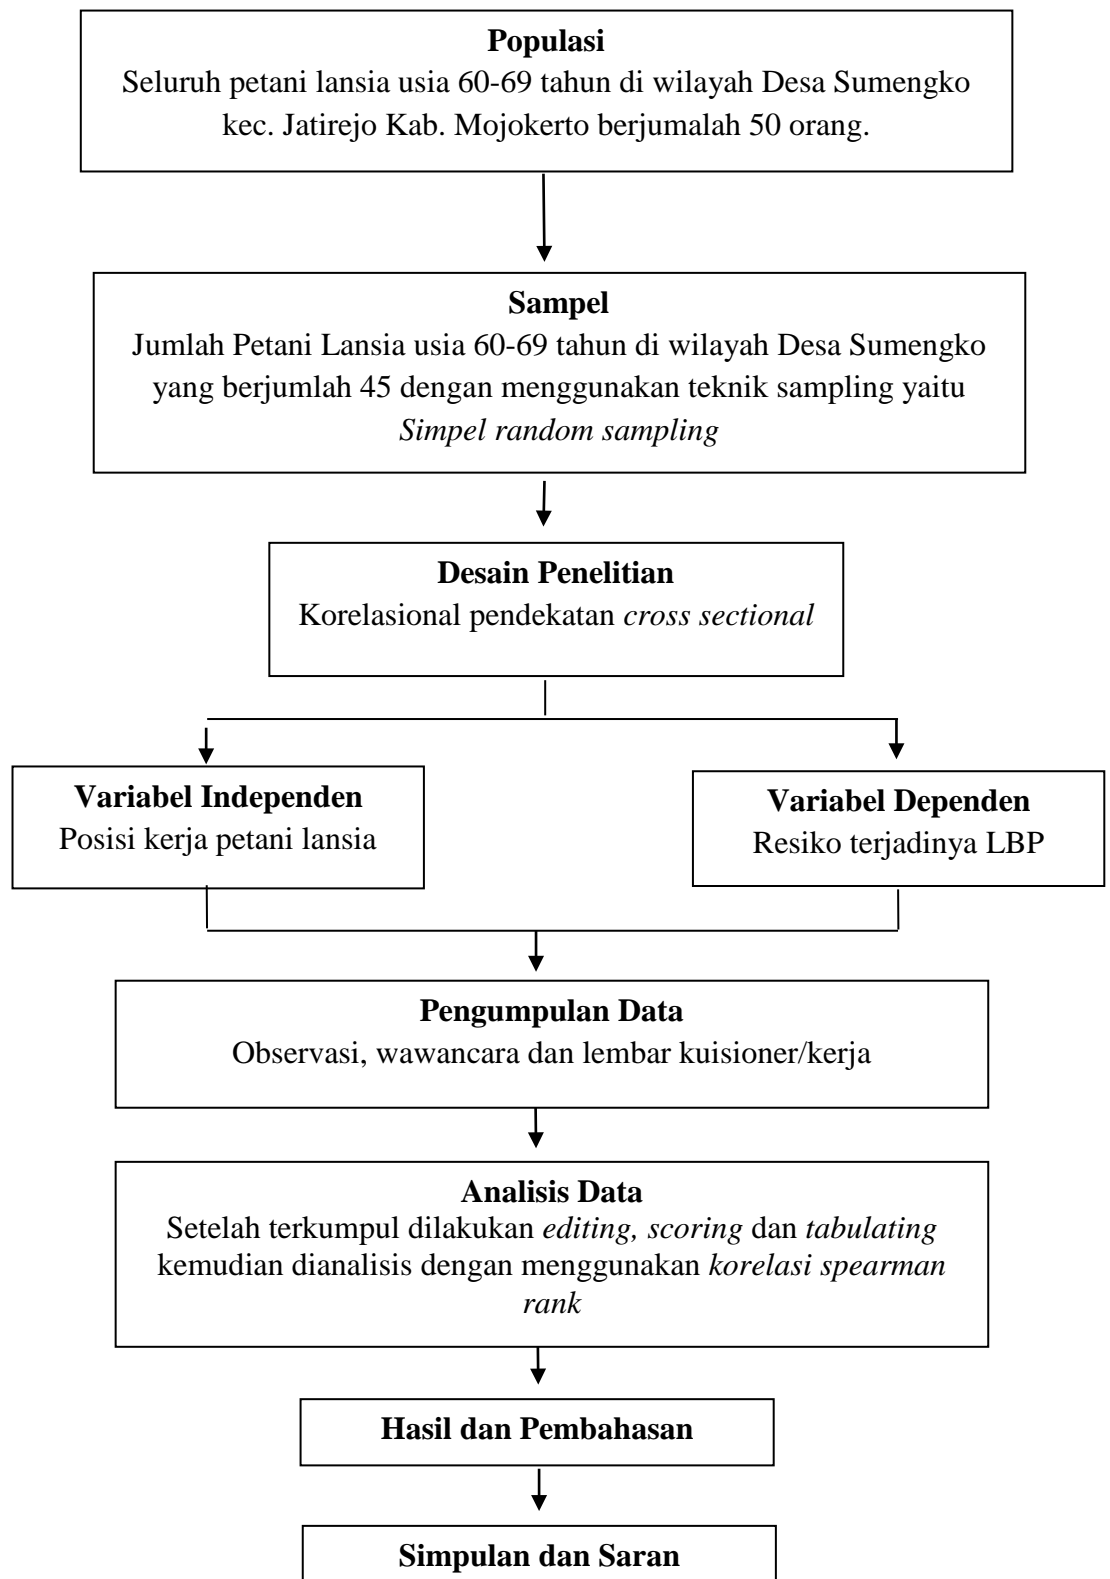 Populasi
Seluruh petani lansia usia 60-69 tahun di wilayah Desa Sumengko
kec. Jatirejo Kab. Mojokerto berjumalah 50 orang.
Sampel
Jumlah Petani Lansia usia 60-69 tahun di wilayah Desa Sumengko
yang berjumlah 45 dengan menggunakan teknik sampling yaitu
Simpel random sampling
Desain Penelitian
Korelasional pendekatan cross sectional
Variabel Independen
Posisi kerja petani lansia
Variabel Dependen
Resiko terjadinya LBP
Pengumpulan Data
Observasi, wawancara dan lembar kuisioner/kerja
Analisis Data
Setelah terkumpul dilakukan editing, scoring dan tabulating
kemudian dianalisis dengan menggunakan korelasi spearman
rank
Hasil dan Pembahasan
Simpulan dan Saran